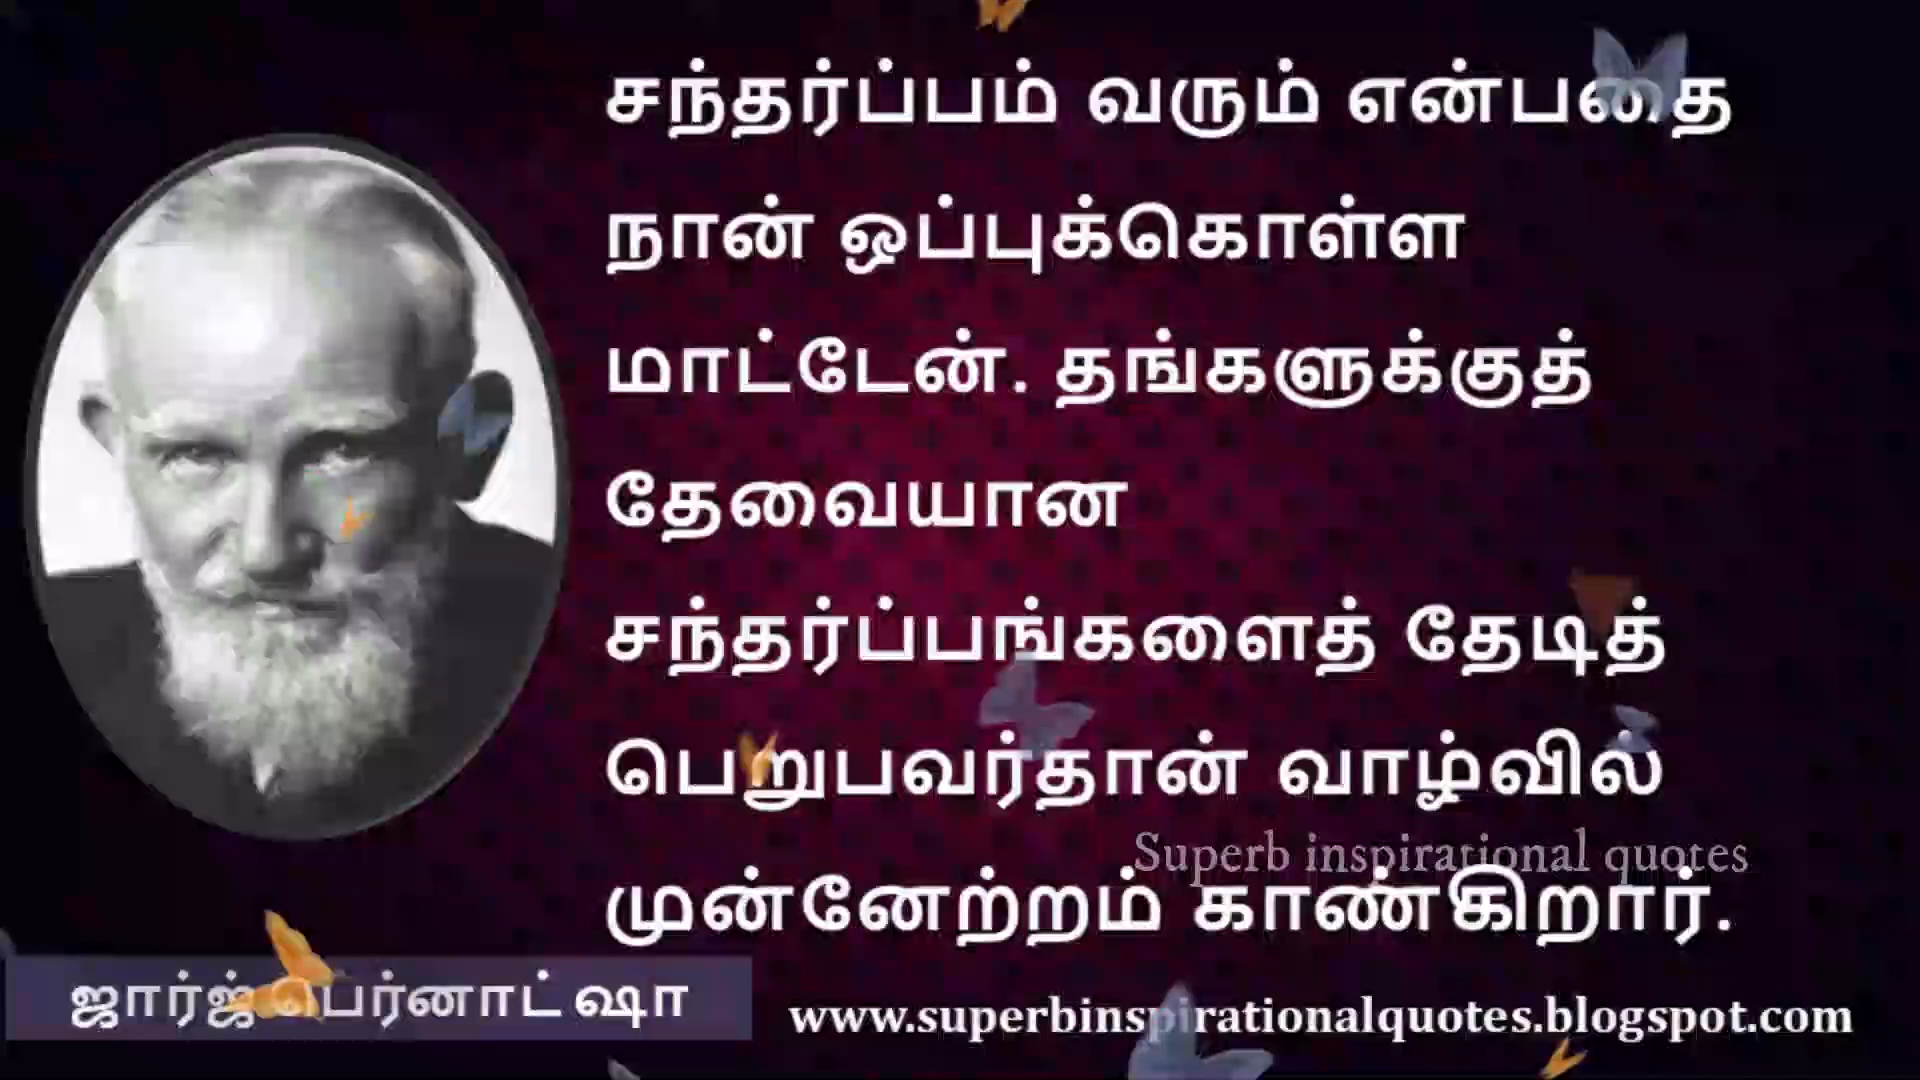 சந்தர்ப்பம் வரும் என்பதை
நான் ஒப்புக்கொள்ள
மாட்டேன். தங்களுக்குத்
தேவையான
சந்தர்ப்பங்களைத் தேடித்
பெறுபவர்தான் வாழ்வில்
முன்னேற்றம் காண்கிறார்.
Superb inspirational quotes
ஜார்ஜ் பெர்னாட் ஷா
www.superbinspirationalquotes.blogspot.com